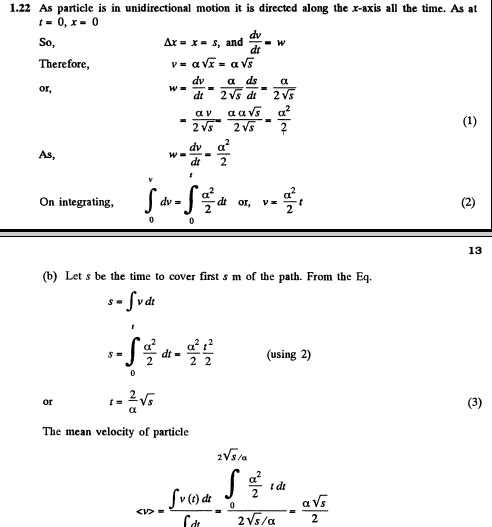 1.22 As particle is in unidirectional motion it is directed along the x-axis all the time. As at
t = 0, x = 0
So, Δx = x = s, and dv/dt = w
Therefore, v = α√x = α√s
or, w = dv/dt = α/(2√s) ds/dt = α/(2√s)
= αv/(2√s) = αα√s/(2√s) = α²/2 (1)
As, w = dv/dt = α²/2
On integrating, ∫₀ᵛ dv = ∫₀ᵗ α²/2 dt or, v = α²/2 t (2)
13
(b) Let s be the time to cover first s m of the path. From the Eq.
s = ∫ v dt
s = ∫₀ᵗ α²/2 dt = α²/2 t²/2 (using 2)
or t = 2/α √s (3)
The mean velocity of particle
<v> = ∫ v (t) dt / ∫ dt = ∫₀^(2√s/α) α²/2 t dt / (2√s/α) = α√s/2